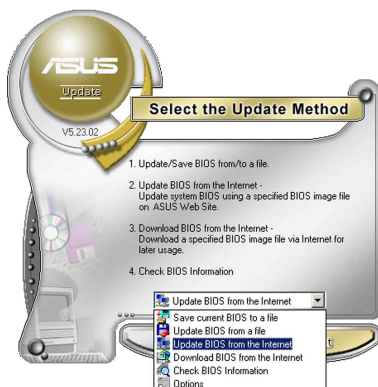 ASUS
Update
V5.23.02
Select the Update Method
1. Update/Save BIOS from/to a file.
2. Update BIOS from the Internet -
Update system BIOS using a specified BIOS image file
on ASUS Web Site.
3. Download BIOS from the Internet -
Download a specified BIOS image file via Internet for
later usage.
4. Check BIOS Information
Update BIOS from the Internet
Save current BIOS to a file
Update BIOS from a file
Update BIOS from the Internet
Download BIOS from the Internet
Check BIOS Information
Options